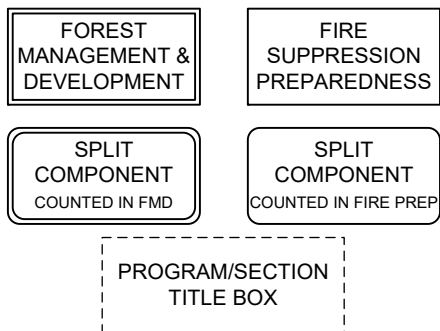 FOREST
MANAGEMENT &
DEVELOPMENT
FIRE
SUPPRESSION
PREPAREDNESS
SPLIT
COMPONENT
COUNTED IN FMD
SPLIT
COMPONENT
COUNTED IN FIRE PREP
PROGRAM/SECTION
TITLE BOX